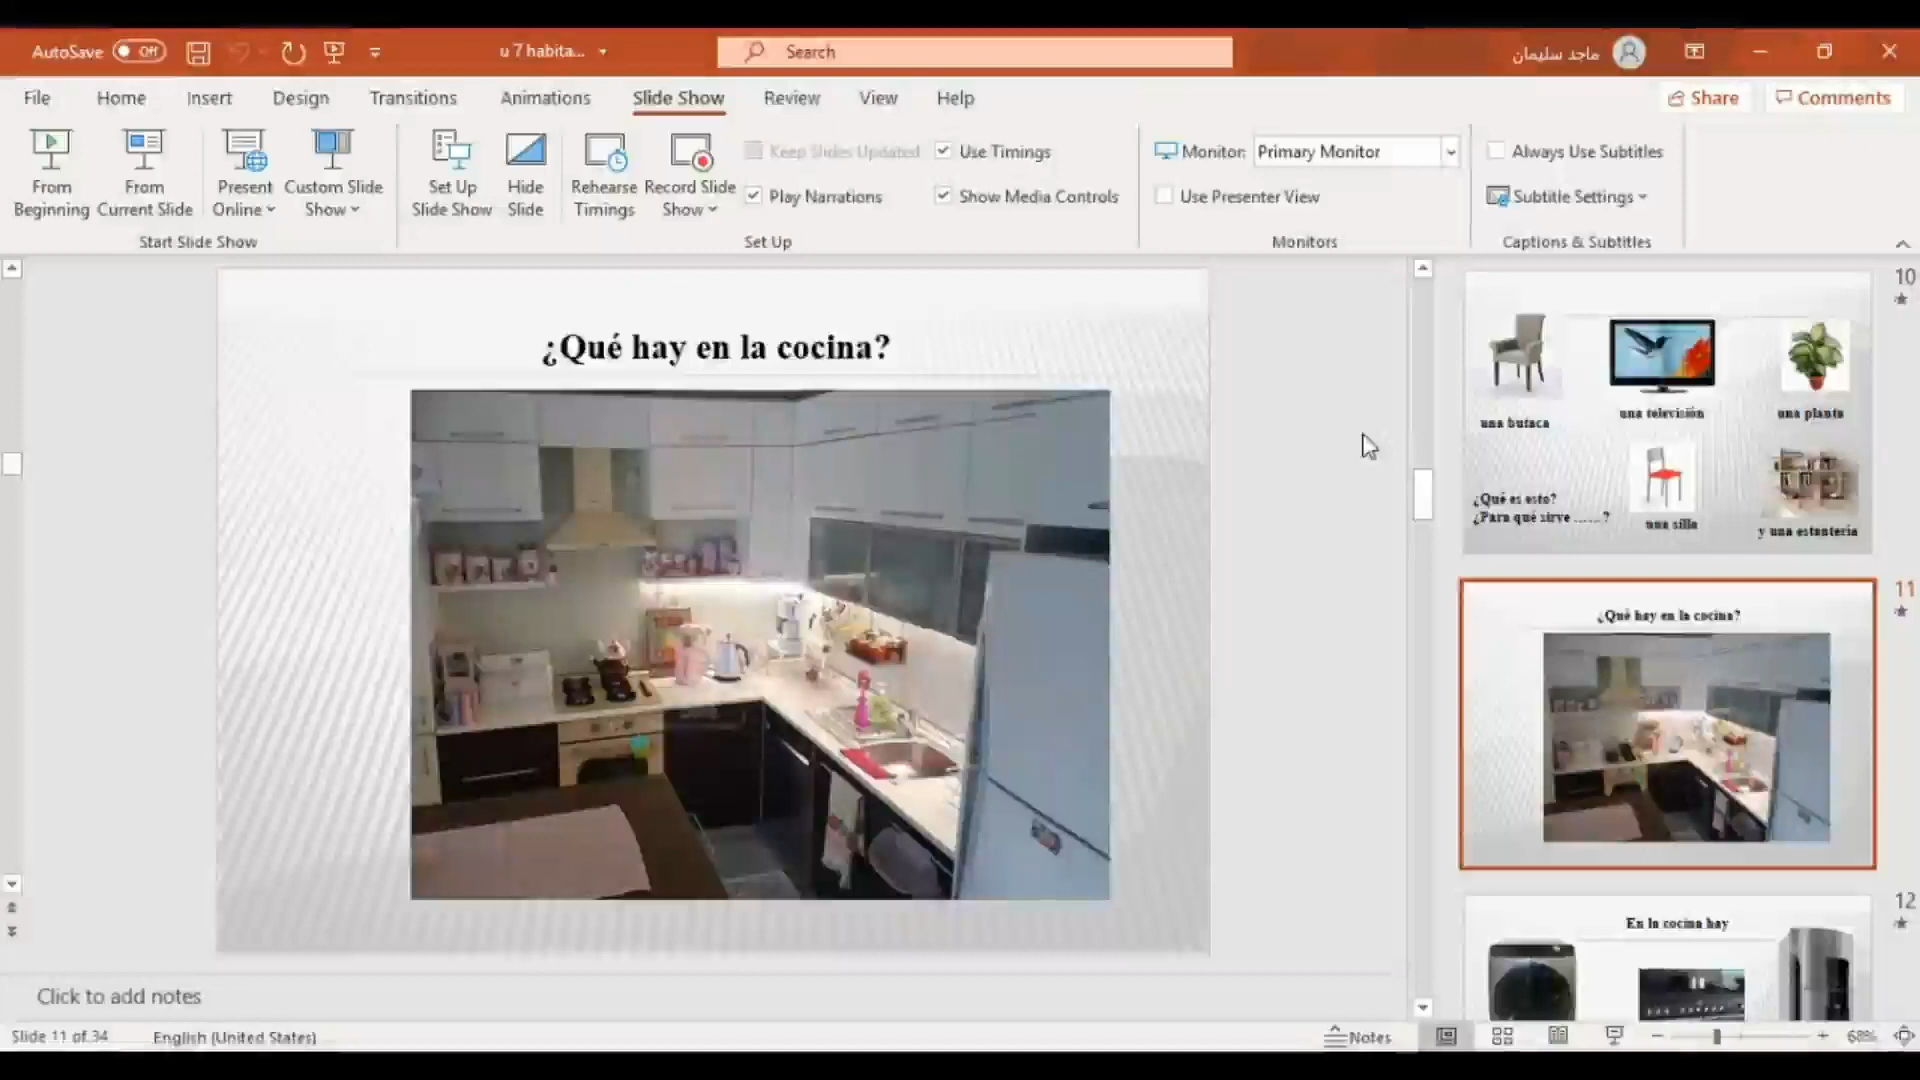 AutoSave Off
u 7 habita...
Search
ماجد سليمان
File Home Insert Design Transitions Animations Slide Show Review View Help
Share Comments
From Beginning
From Current Slide
Present Online
Custom Slide Show
Start Slide Show
Set Up Slide Show
Hide Slide
Rehearse Timings
Record Slide Show
Keep Slides Updated
Play Narrations
Use Timings
Show Media Controls
Set Up
Monitor: Primary Monitor
Use Presenter View
Monitors
Always Use Subtitles
Subtitle Settings
Captions & Subtitles
¿Qué hay en la cocina?
10
una butaca
una televisión
una planta
¿Qué es esto?
¿Para qué sirve ......?
una silla
y una estantería
11
¿Qué hay en la cocina?
12
En la cocina hay
Click to add notes
Slide 11 of 34
English (United States)
Notes
68%